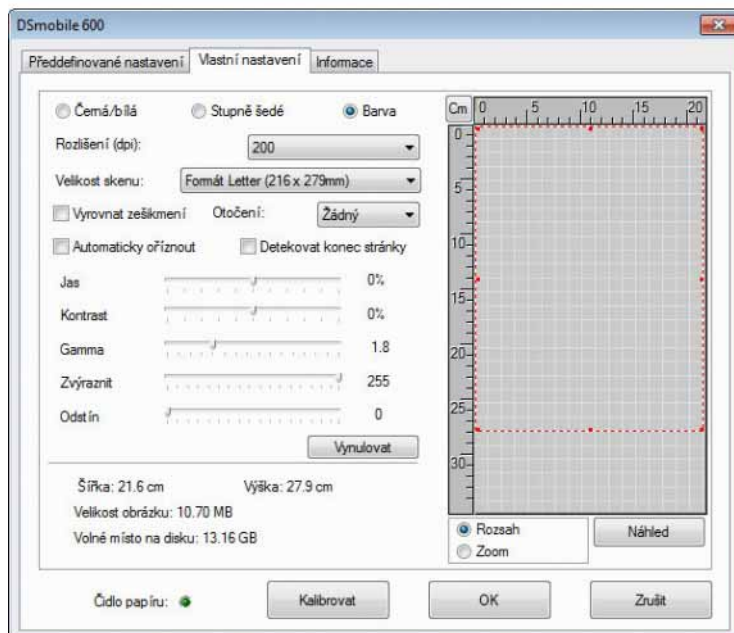 DSmobile 600
Předdefinované nastavení Vlastní nastavení Informace
Černá/bílá Stupně šedé Barva
Rozlišení (dpi): 200
Velikost skenu: Formát Letter (216 x 279mm)
Vyrovnat zešikmení Otočení: Žádný
Automaticky oříznout Detekovat konec stránky
Jas 0%
Kontrast 0%
Gamma 1.8
Zvýraznit 255
Odstín 0
Vynulovat
Šířka: 21.6 cm Výška: 27.9 cm
Velikost obrázku: 10.70 MB
Volné místo na disku: 13.16 GB
Cm 0 5 10 15 20
0
5
10
15
20
25
30
Rozsah
Zoom
Náhled
Čidlo papíru: Kalibrovat OK Zrušit